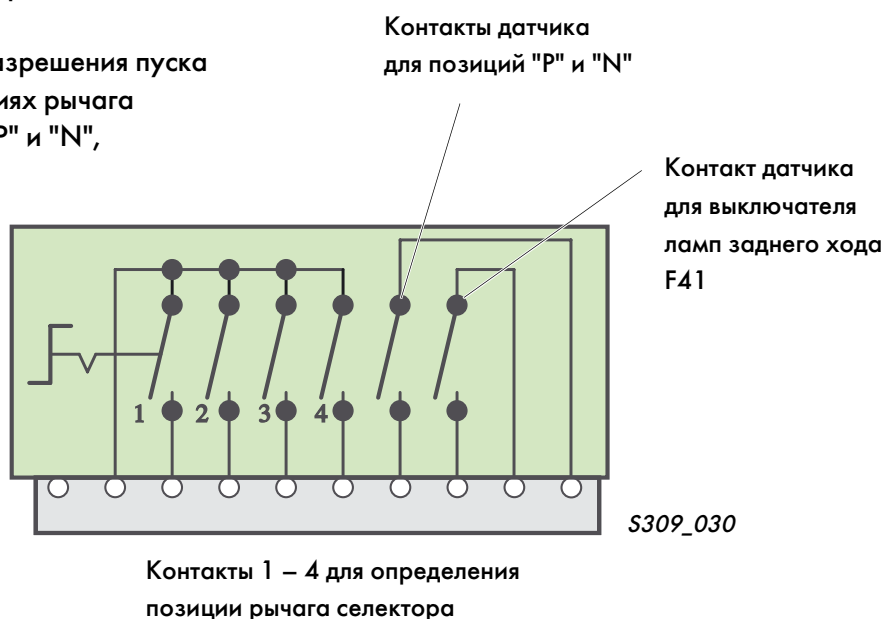 азрешения пуска
иях рычага
Р" и "N",
Контакты датчика
для позиций "P" и "N"
Контакт датчика
для выключателя
ламп заднего хода
F41
1 2 3 4
S309_030
Контакты 1 – 4 для определения
позиции рычага селектора